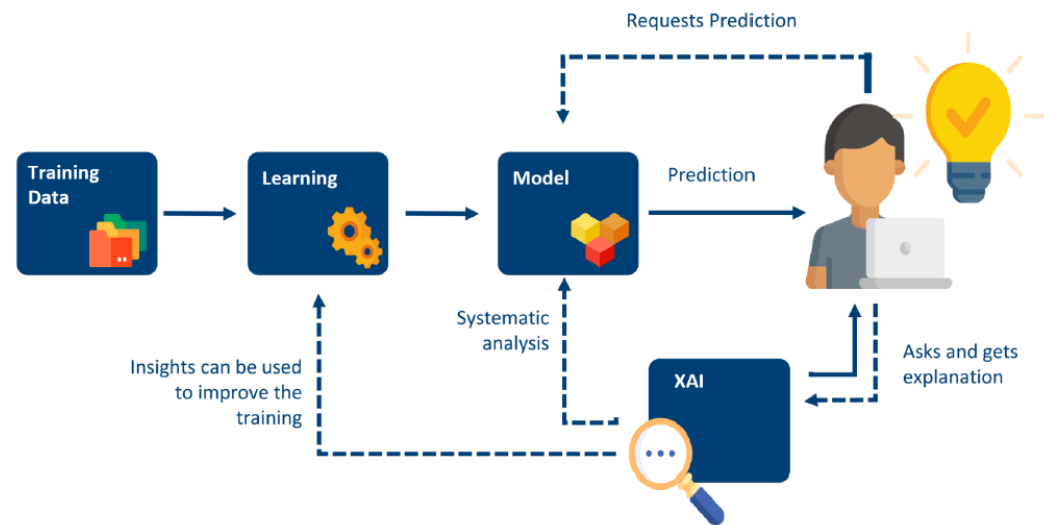 Requests Prediction
Training
Data
Learning
Model
Prediction
Systematic
analysis
Insights can be used
to improve the
training
XAI
Asks and gets
explanation